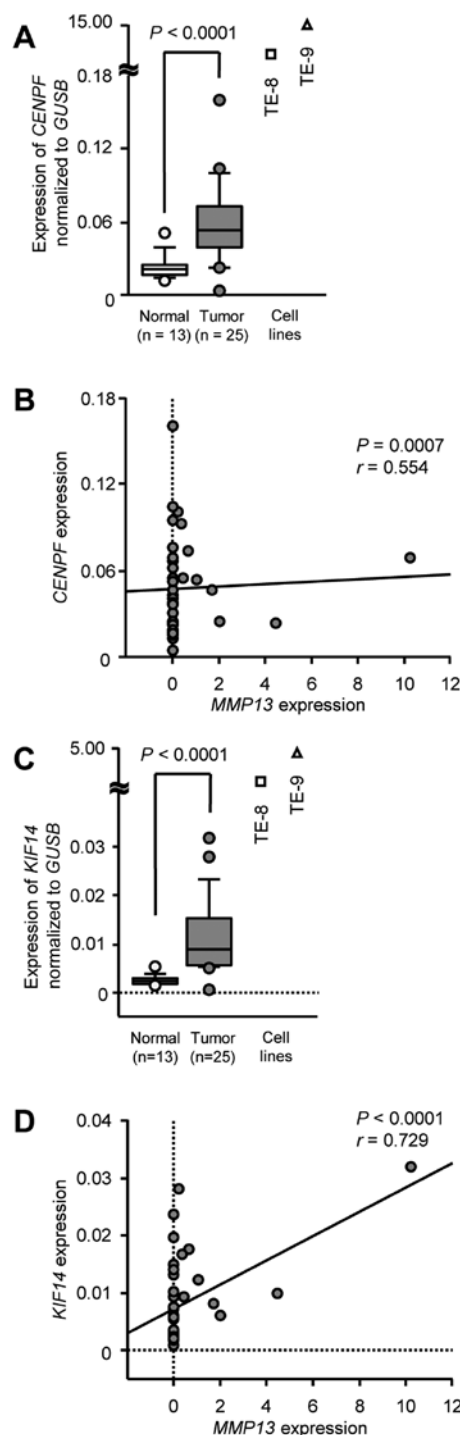 A
15.00
P < 0.0001
TE-8
TE-9
0.18
0.12
0.06
0
Expression of CENPF
normalized to GUSB
Normal
(n = 13)
Tumor
(n = 25)
Cell
lines
B
0.18
0.12
0.06
0
CENPF expression
P = 0.0007
r = 0.554
0 2 4 6 8 10 12
MMP13 expression
C
5.00
P < 0.0001
TE-8
TE-9
0.03
0.02
0.01
0
Expression of KIF14
normalized to GUSB
Normal
(n=13)
Tumor
(n=25)
Cell
lines
D
0.04
0.03
0.02
0.01
0
KIF14 expression
P < 0.0001
r = 0.729
0 2 4 6 8 10 12
MMP13 expression